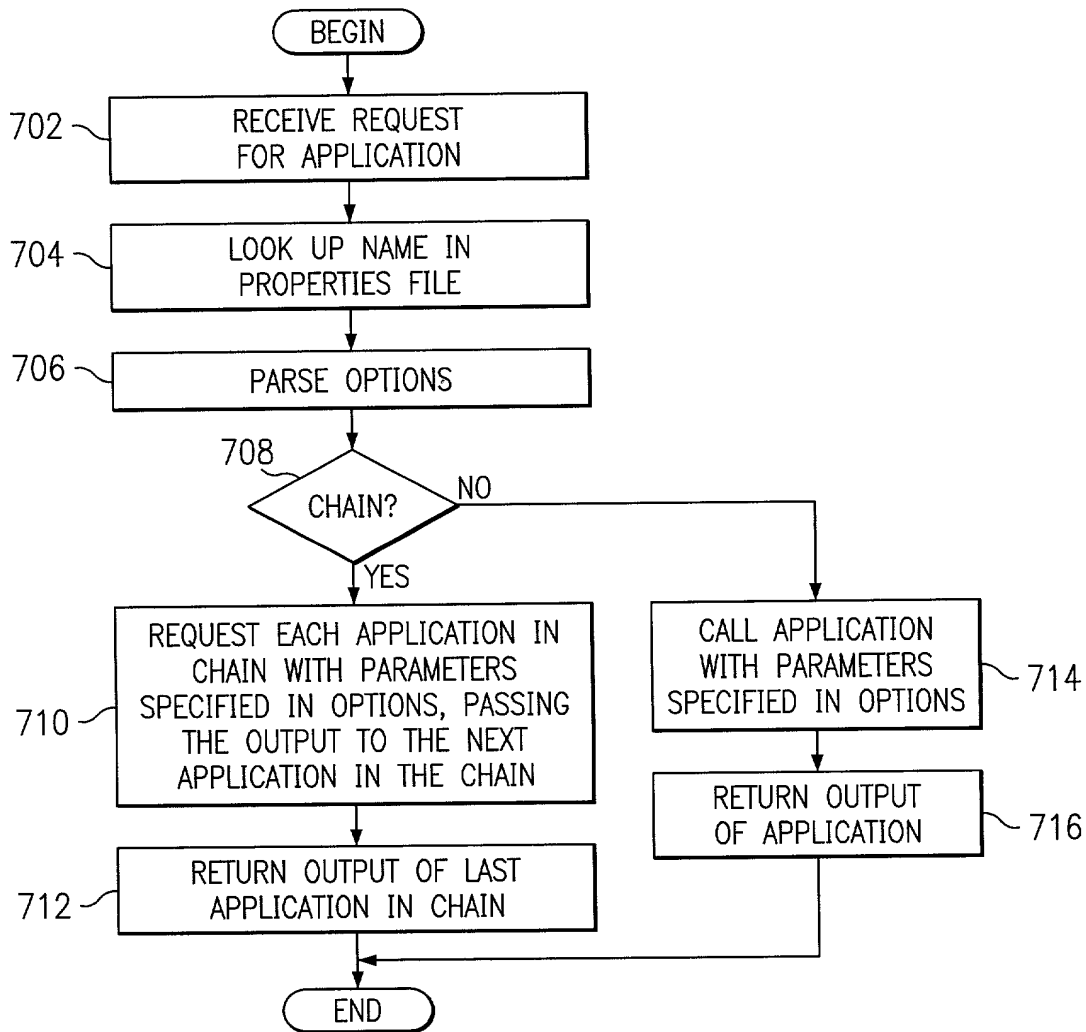 BEGIN
702
RECEIVE REQUEST
FOR APPLICATION
704
LOOK UP NAME IN
PROPERTIES FILE
706
PARSE OPTIONS
708
CHAIN?
NO
YES
710
REQUEST EACH APPLICATION IN
CHAIN WITH PARAMETERS
SPECIFIED IN OPTIONS, PASSING
THE OUTPUT TO THE NEXT
APPLICATION IN THE CHAIN
CALL APPLICATION
WITH PARAMETERS
SPECIFIED IN OPTIONS
714
712
RETURN OUTPUT OF LAST
APPLICATION IN CHAIN
RETURN OUTPUT
OF APPLICATION
716
END